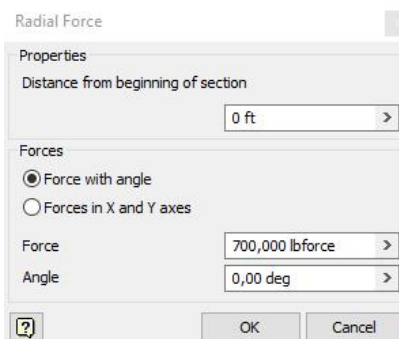 Radial Force
Properties
Distance from beginning of section
0 ft
Forces
Force with angle
Forces in X and Y axes
Force 700,000 lbforce
Angle 0,00 deg
? OK Cancel